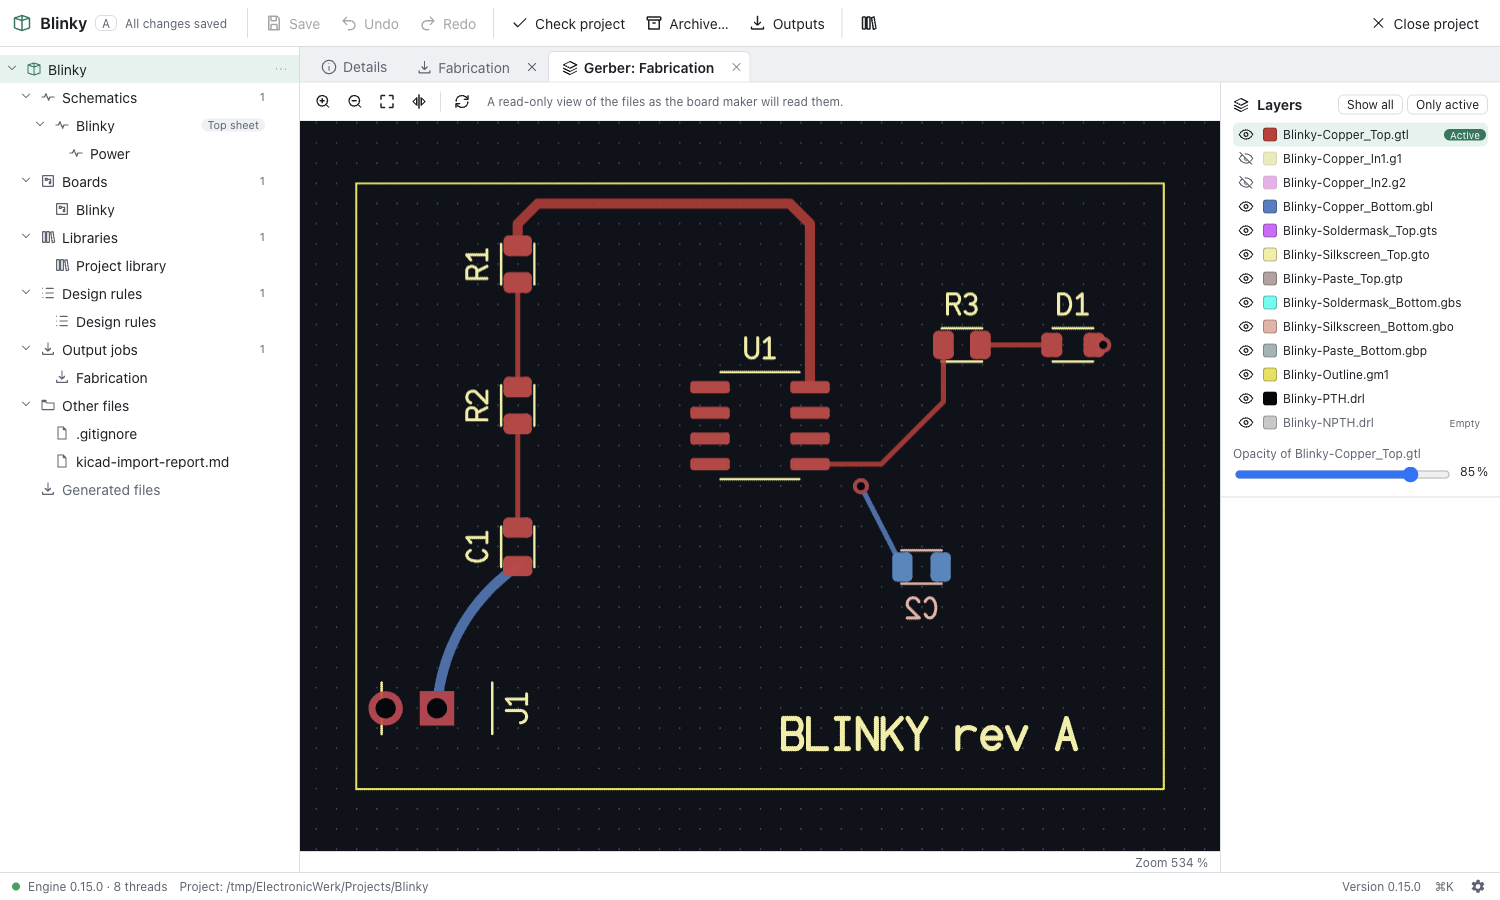 Blinky A All changes saved Save Undo Redo Check project Archive... Outputs Close project
Blinky ...
Schematics 1
Blinky Top sheet
Power
Boards 1
Blinky
Libraries 1
Project library
Design rules 1
Design rules
Output jobs 1
Fabrication
Other files
.gitignore
kicad-import-report.md
Generated files
Details Fabrication Gerber: Fabrication
A read-only view of the files as the board maker will read them.
R1
R3 D1
U1
R2
C1
C2
J1
BLINKY rev A
Zoom 534 %
Layers Show all Only active
Blinky-Copper_Top.gtl Active
Blinky-Copper_In1.g1
Blinky-Copper_In2.g2
Blinky-Copper_Bottom.gbl
Blinky-Soldermask_Top.gts
Blinky-Silkscreen_Top.gto
Blinky-Paste_Top.gtp
Blinky-Soldermask_Bottom.gbs
Blinky-Silkscreen_Bottom.gbo
Blinky-Paste_Bottom.gbp
Blinky-Outline.gm1
Blinky-PTH.drl
Blinky-NPTH.drl Empty
Opacity of Blinky-Copper_Top.gtl
85 %
Engine 0.15.0 · 8 threads Project: /tmp/ElectronicWerk/Projects/Blinky Version 0.15.0 ⌘K